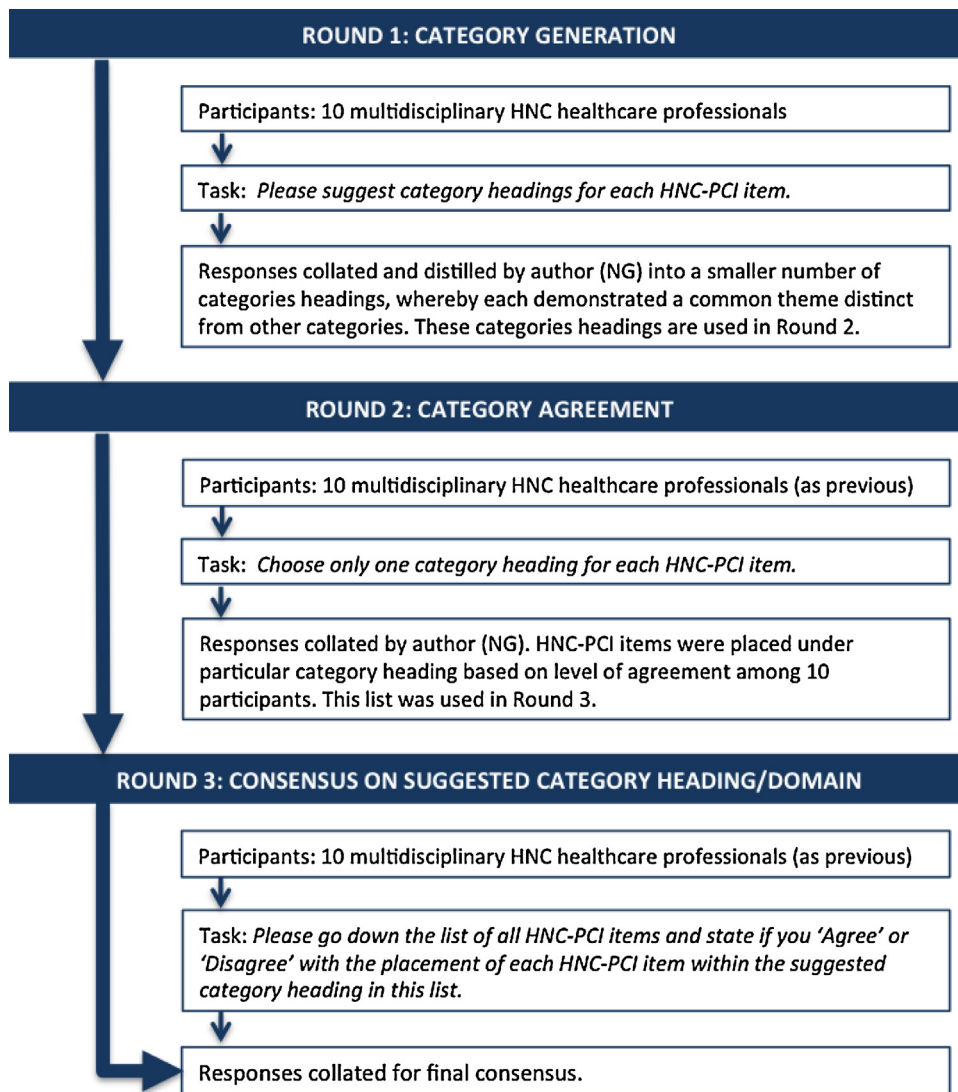 ROUND 1: CATEGORY GENERATION
Participants: 10 multidisciplinary HNC healthcare professionals
Task: Please suggest category headings for each HNC-PCI item.
Responses collated and distilled by author (NG) into a smaller number of
categories headings, whereby each demonstrated a common theme distinct
from other categories. These categories headings are used in Round 2.
ROUND 2: CATEGORY AGREEMENT
Participants: 10 multidisciplinary HNC healthcare professionals (as previous)
Task: Choose only one category heading for each HNC-PCI item.
Responses collated by author (NG). HNC-PCI items were placed under
particular category heading based on level of agreement among 10
participants. This list was used in Round 3.
ROUND 3: CONSENSUS ON SUGGESTED CATEGORY HEADING/DOMAIN
Participants: 10 multidisciplinary HNC healthcare professionals (as previous)
Task: Please go down the list of all HNC-PCI items and state if you ‘Agree’ or
‘Disagree’ with the placement of each HNC-PCI item within the suggested
category heading in this list.
Responses collated for final consensus.